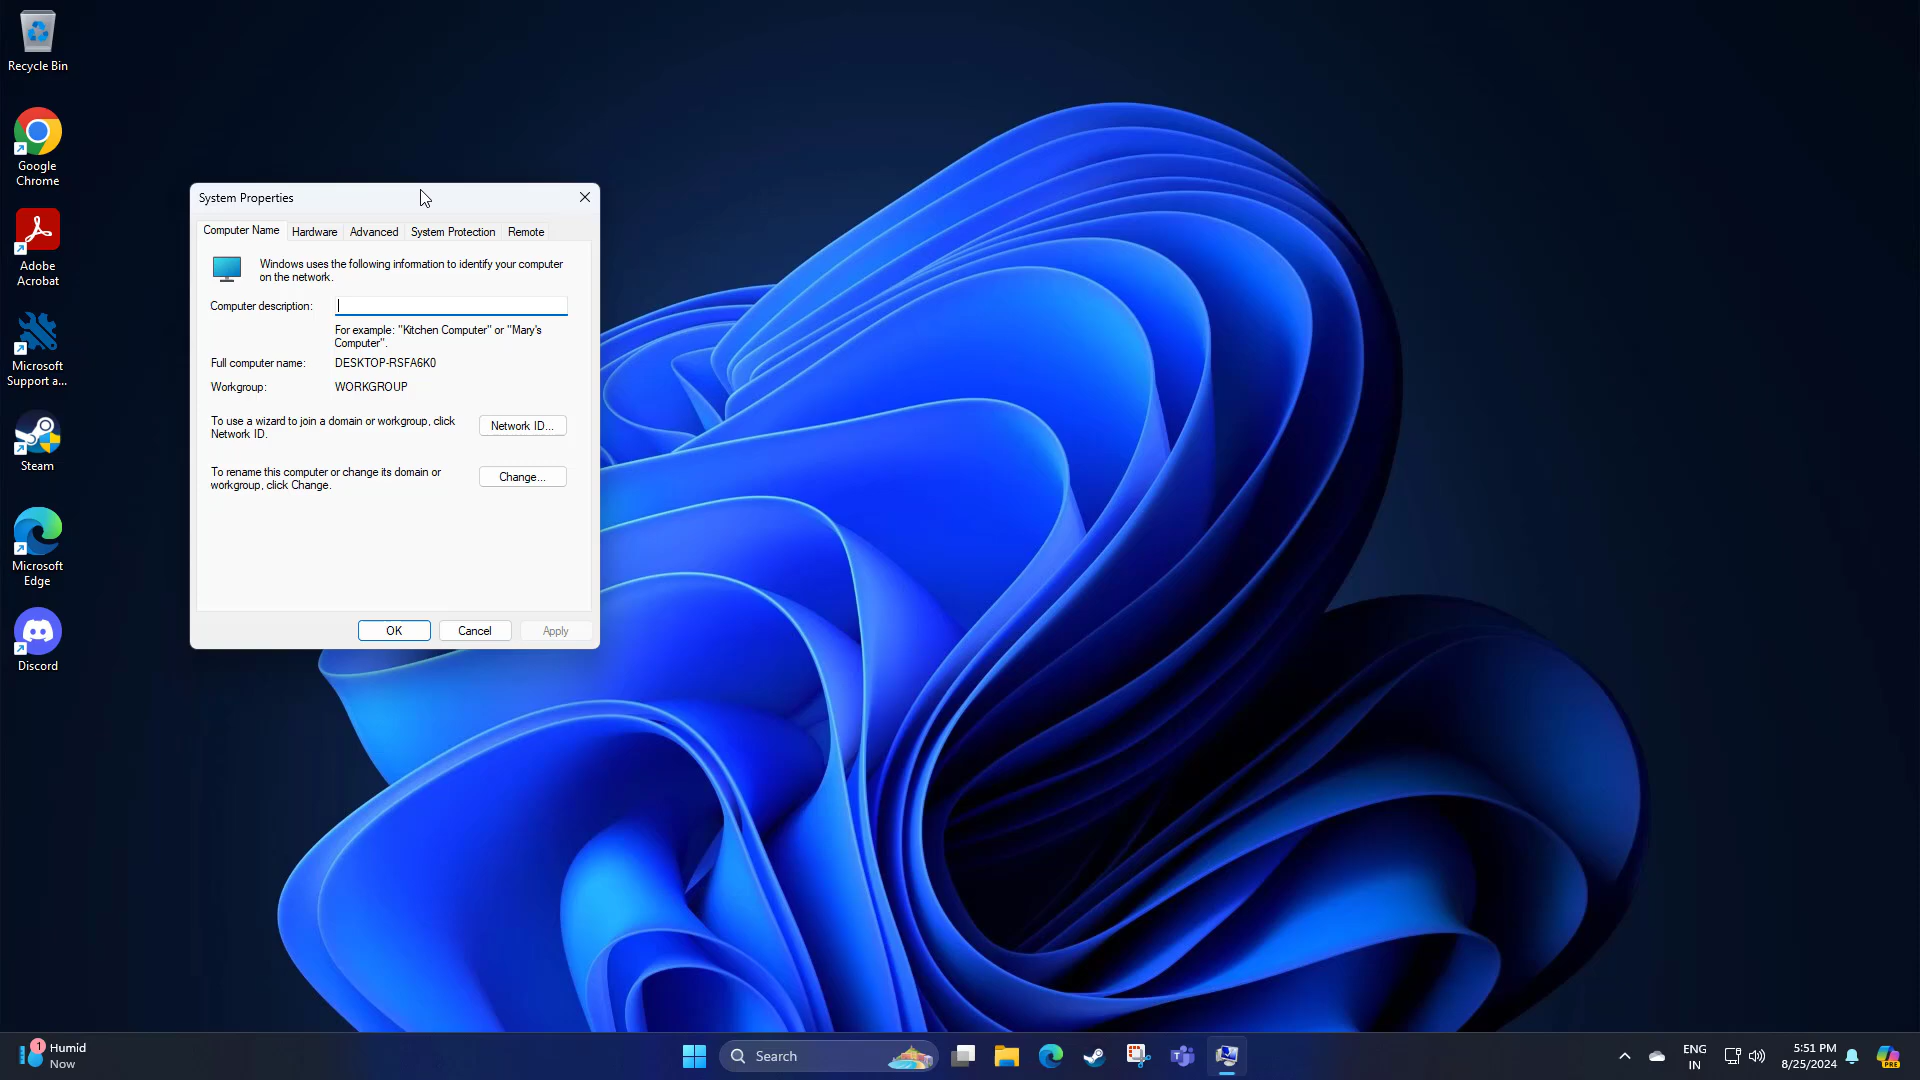 Recycle Bin
Google
Chrome
Adobe
Acrobat
Microsoft
Support a...
Steam
Microsoft
Edge
Discord
System Properties
Computer Name Hardware Advanced System Protection Remote
Windows uses the following information to identify your computer
on the network.
Computer description:
For example: "Kitchen Computer" or "Mary's
Computer".
Full computer name: DESKTOP-RSFA6K0
Workgroup: WORKGROUP
To use a wizard to join a domain or workgroup, click
Network ID.
Network ID...
To rename this computer or change its domain or
workgroup, click Change.
Change...
OK Cancel Apply
1
Humid
Now
Search
T
ENG
IN
5:51 PM
8/25/2024
PRE